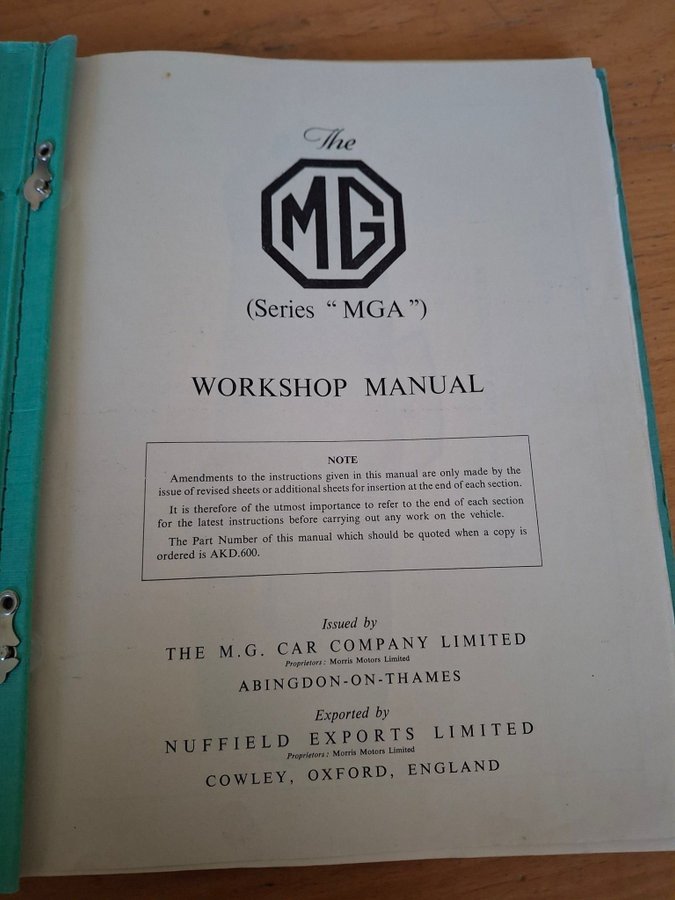 The
MG
(Series “MGA”)
WORKSHOP MANUAL
NOTE
Amendments to the instructions given in this manual are only made by the
issue of revised sheets or additional sheets for insertion at the end of each section.
It is therefore of the utmost importance to refer to the end of each section
for the latest instructions before carrying out any work on the vehicle.
The Part Number of this manual which should be quoted when a copy is
ordered is AKD.600.
Issued by
THE M.G. CAR COMPANY LIMITED
Proprietors: Morris Motors Limited
ABINGDON-ON-THAMES
Exported by
NUFFIELD EXPORTS LIMITED
Proprietors: Morris Motors Limited
COWLEY, OXFORD, ENGLAND